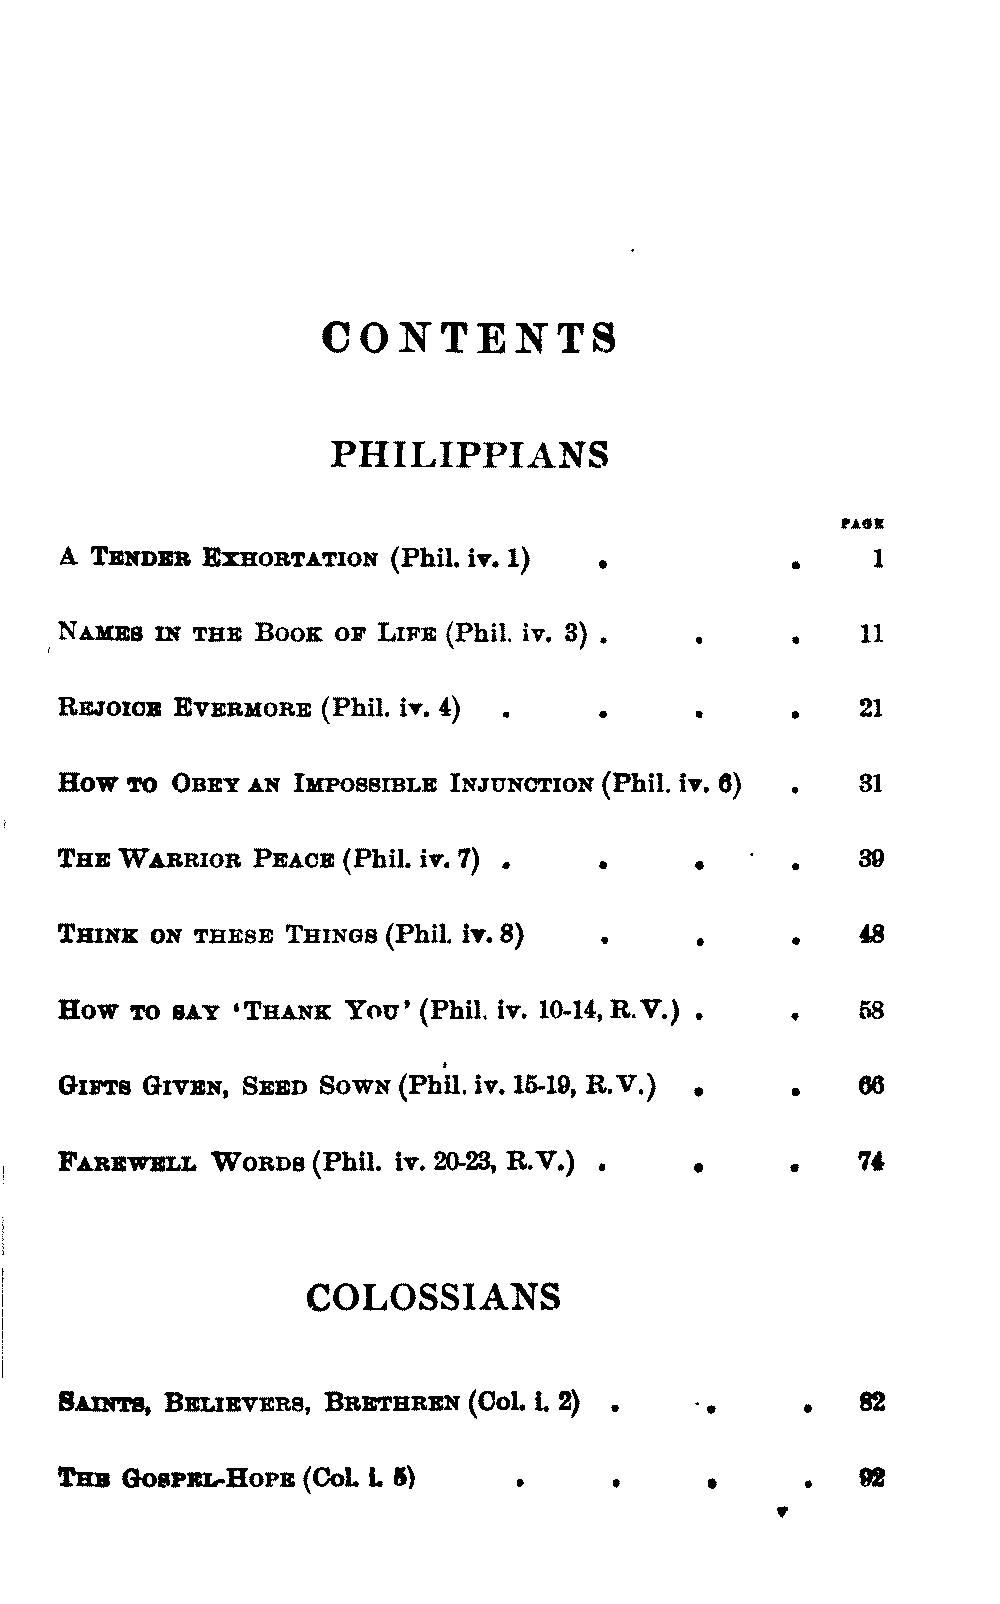 CONTENTS
PHILIPPIANS
PAGE
A Tender Exhortation (Phil. iv. 1) . . 1
Names in the Book of Life (Phil. iv. 3) . . . 11
Rejoice Evermore (Phil. iv. 4) . . . . 21
How to Obey an Impossible Injunction (Phil. iv. 6) . 31
The Warrior Peace (Phil. iv. 7) . . . . 39
Think on these Things (Phil. iv. 8) . . . 48
How to say ‘Thank You’ (Phil. iv. 10-14, R.V.) . . 58
Gifts Given, Seed Sown (Phil. iv. 15-19, R.V.) . . 66
Farewell Words (Phil. iv. 20-23, R.V.) . . . 74
COLOSSIANS
Saints, Believers, Brethren (Col. i. 2) . . . 82
The Gospel-Hope (Col. i. 5) . . . . 92
v